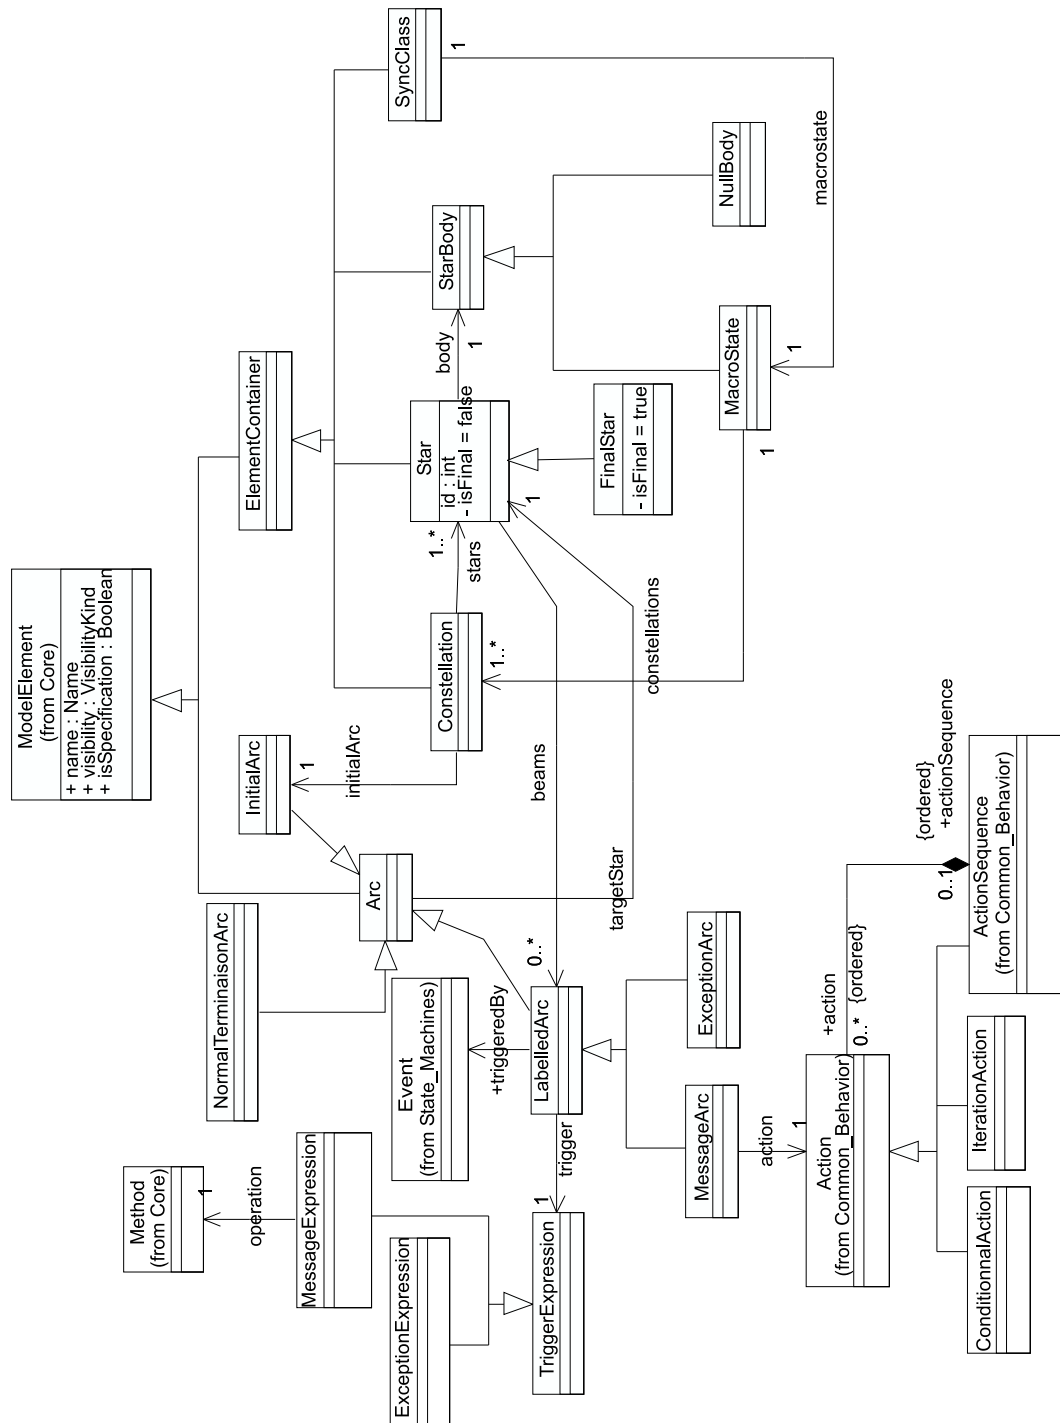 ModelElement
(from Core)
+ name : Name
+ visibility : VisibilityKind
+ isSpecification : Boolean
Method
(from Core)
1
operation
MessageExpression
ExceptionExpression
TriggerExpression
1
trigger
NormalTerminaisonArc
Event
(from State_Machines)
+triggeredBy
LabelledArc
0..*
Arc
InitialArc
1
initialArc
targetStar
beams
ElementContainer
Constellation
1..*
constellations
stars
1..*
Star
id : int
- isFinal = false
1
body
1
StarBody
SyncClass
1
macrostate
FinalStar
- isFinal = true
NullBody
MacroState
1
1
MessageArc
ExceptionArc
action
1
Action
(from Common_Behavior)
+action
0..*
{ordered}
{ordered}
+actionSequence
0..1
ActionSequence
(from Common_Behavior)
IterationAction
ConditionnalAction